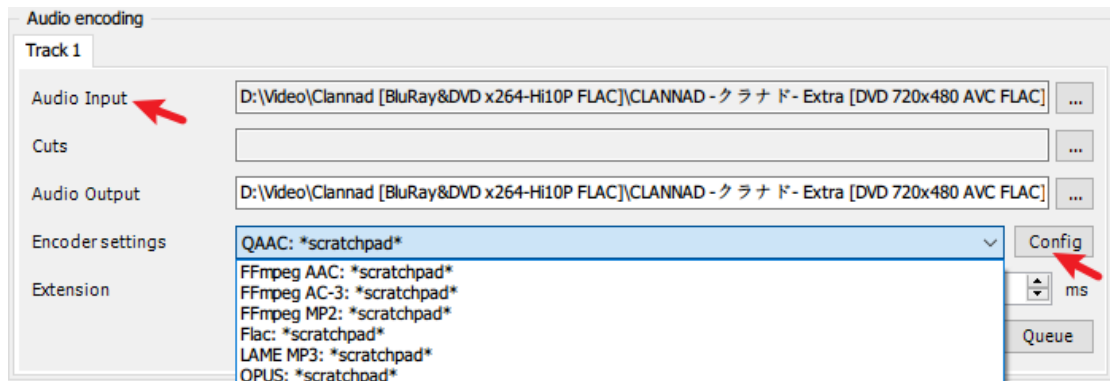 Audio encoding
Track 1
Audio Input
D:\Video\Clannad [BluRay&DVD x264-Hi10P FLAC]\CLANNAD -クラナド- Extra [DVD 720x480 AVC FLAC]
...
Cuts
...
Audio Output
D:\Video\Clannad [BluRay&DVD x264-Hi10P FLAC]\CLANNAD -クラナド- Extra [DVD 720x480 AVC FLAC]
...
Encoder settings
QAAC: *scratchpad*
Config
FFmpeg AAC: *scratchpad*
FFmpeg AC-3: *scratchpad*
Extension
ms
FFmpeg MP2: *scratchpad*
Flac: *scratchpad*
Queue
LAME MP3: *scratchpad*
OPUS: *scratchpad*